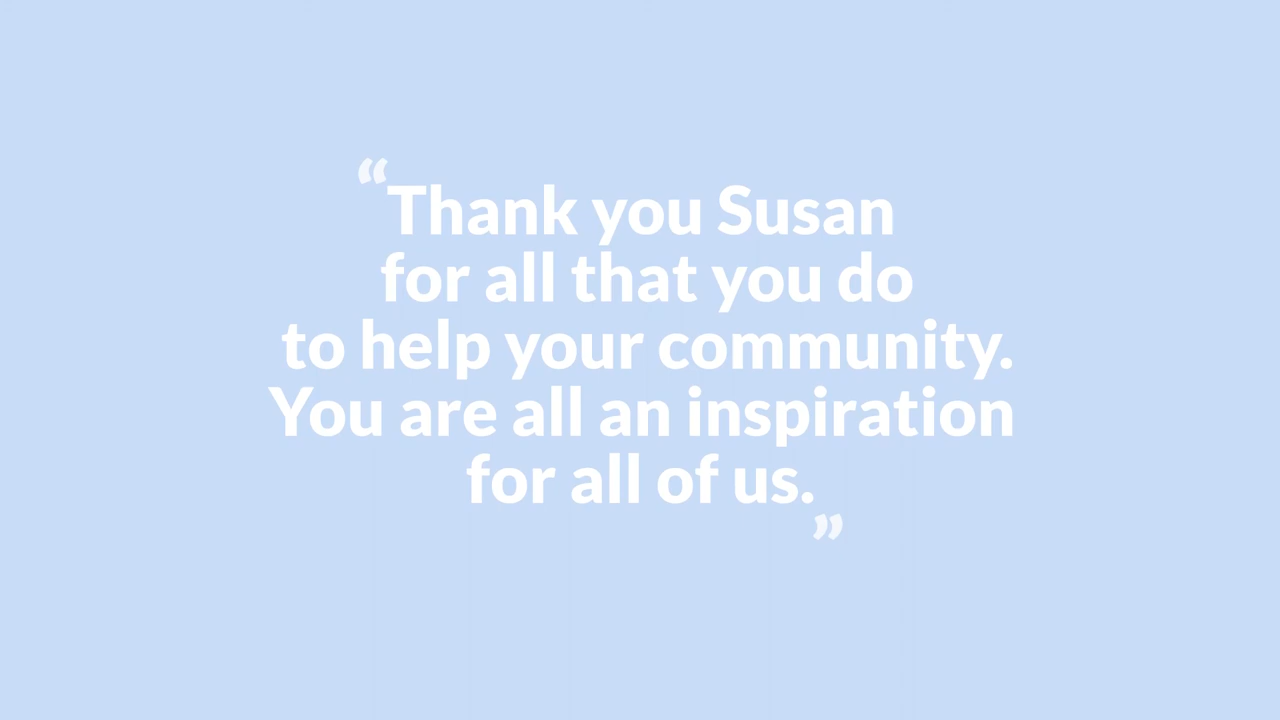 “Thank you Susan
for all that you do
to help your community.
You are all an inspiration
for all of us.”